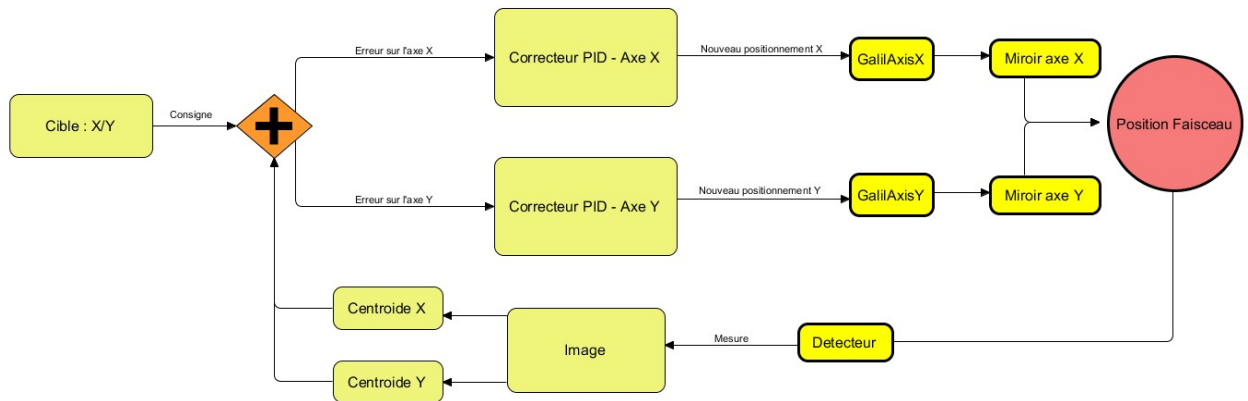 Erreur sur l'axe X
Correcteur PID - Axe X
Nouveau positionnement X
GalilAxisX
Miroir axe X
Cible : X/Y
Consigne
Position Faisceau
Erreur sur l'axe Y
Correcteur PID - Axe Y
Nouveau positionnement Y
GalilAxisY
Miroir axe Y
Centroide X
Image
Mesure
Detecteur
Centroide Y